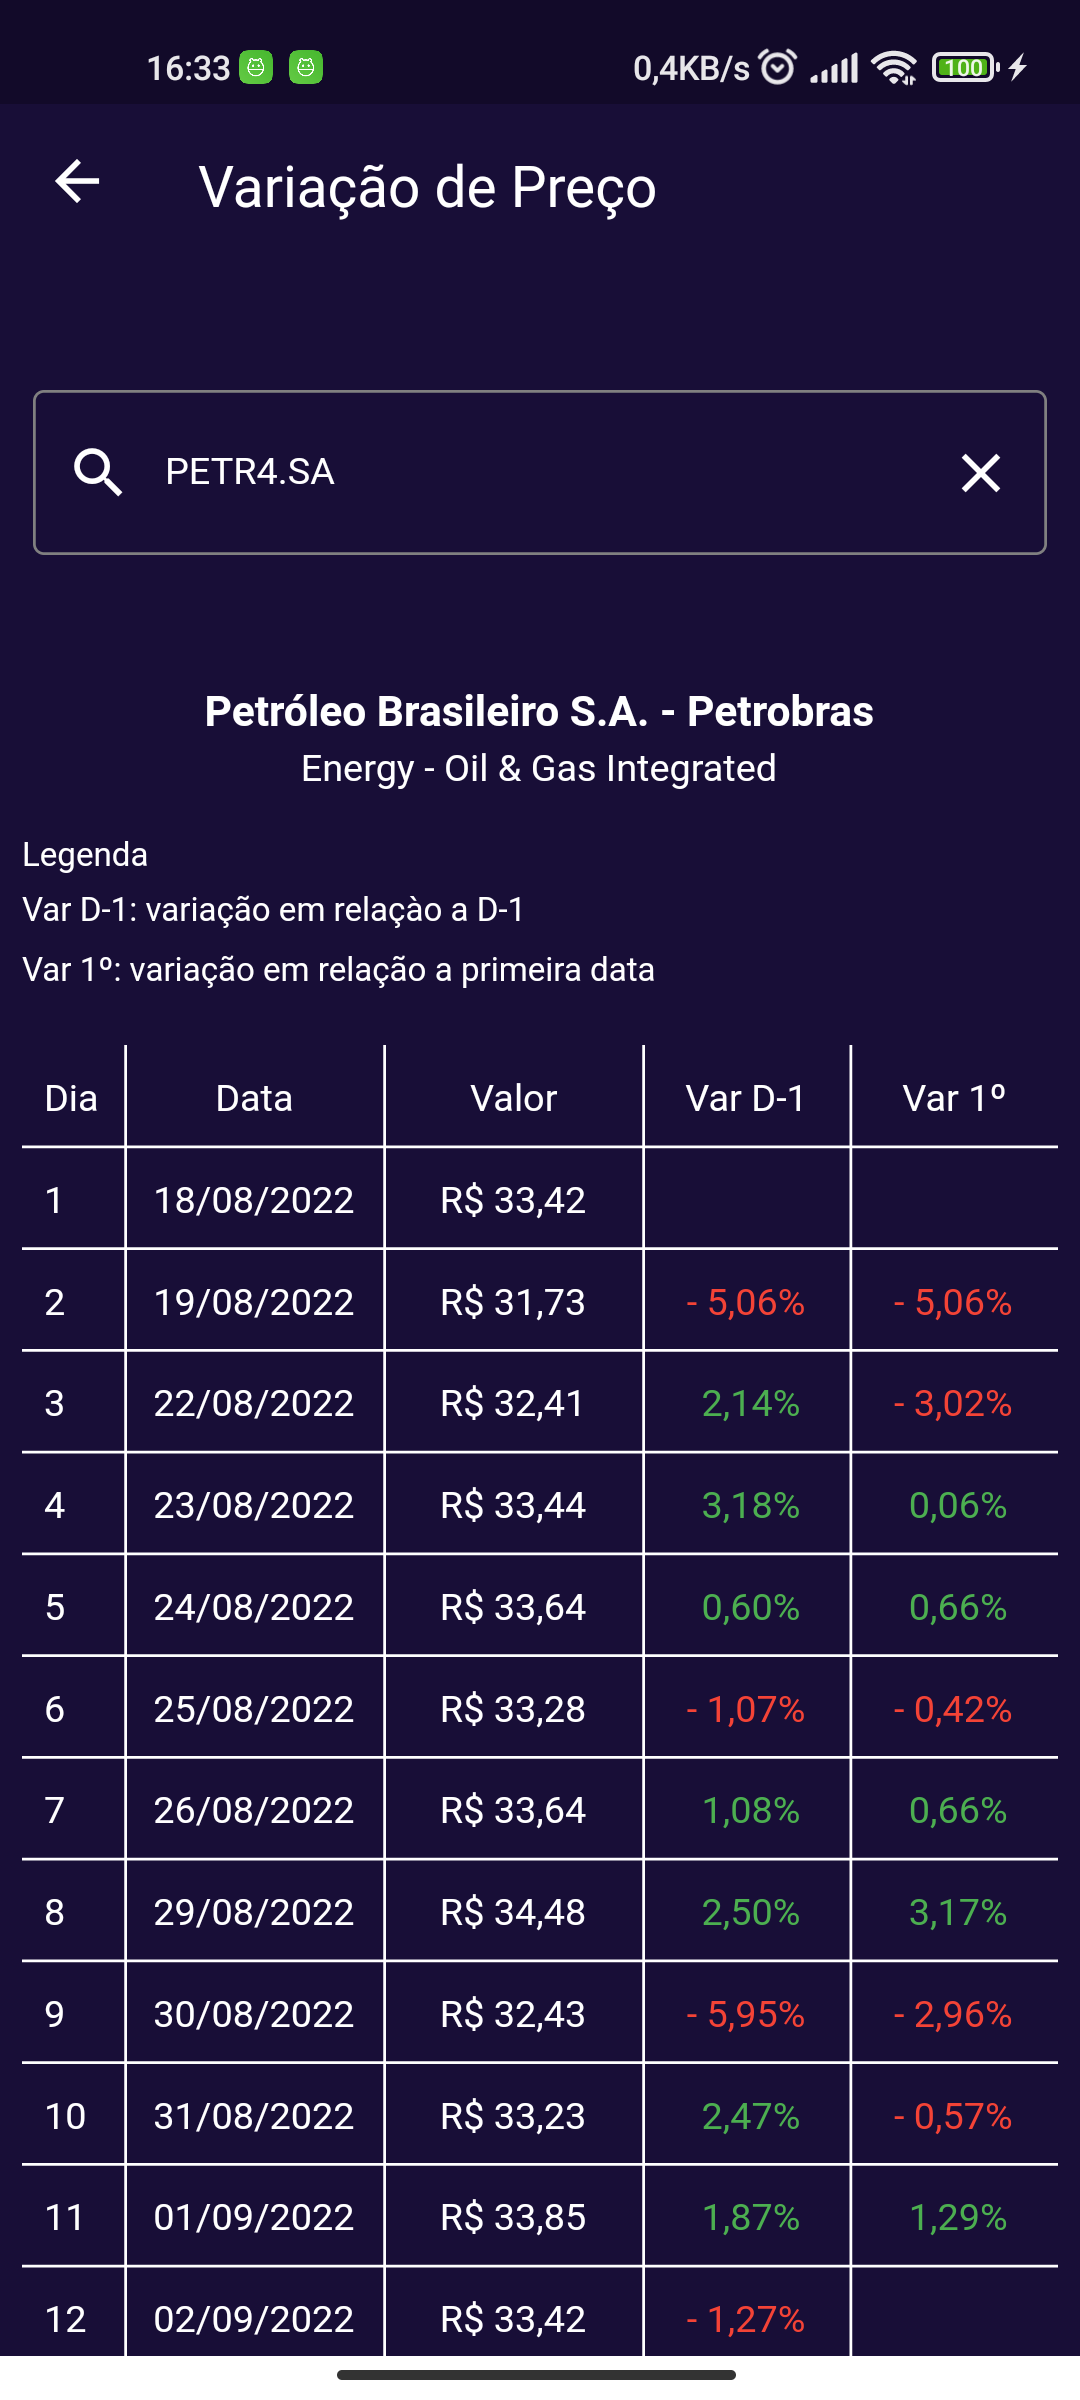 16:33 0,4KB/s 100
Variação de Preço
PETR4.SA
Petróleo Brasileiro S.A. - Petrobras
Energy - Oil & Gas Integrated
Legenda
Var D-1: variação em relaçào a D-1
Var 1º: variação em relação a primeira data
Dia Data Valor Var D-1 Var 1º
1 18/08/2022 R$ 33,42
2 19/08/2022 R$ 31,73 - 5,06% - 5,06%
3 22/08/2022 R$ 32,41 2,14% - 3,02%
4 23/08/2022 R$ 33,44 3,18% 0,06%
5 24/08/2022 R$ 33,64 0,60% 0,66%
6 25/08/2022 R$ 33,28 - 1,07% - 0,42%
7 26/08/2022 R$ 33,64 1,08% 0,66%
8 29/08/2022 R$ 34,48 2,50% 3,17%
9 30/08/2022 R$ 32,43 - 5,95% - 2,96%
10 31/08/2022 R$ 33,23 2,47% - 0,57%
11 01/09/2022 R$ 33,85 1,87% 1,29%
12 02/09/2022 R$ 33,42 - 1,27%